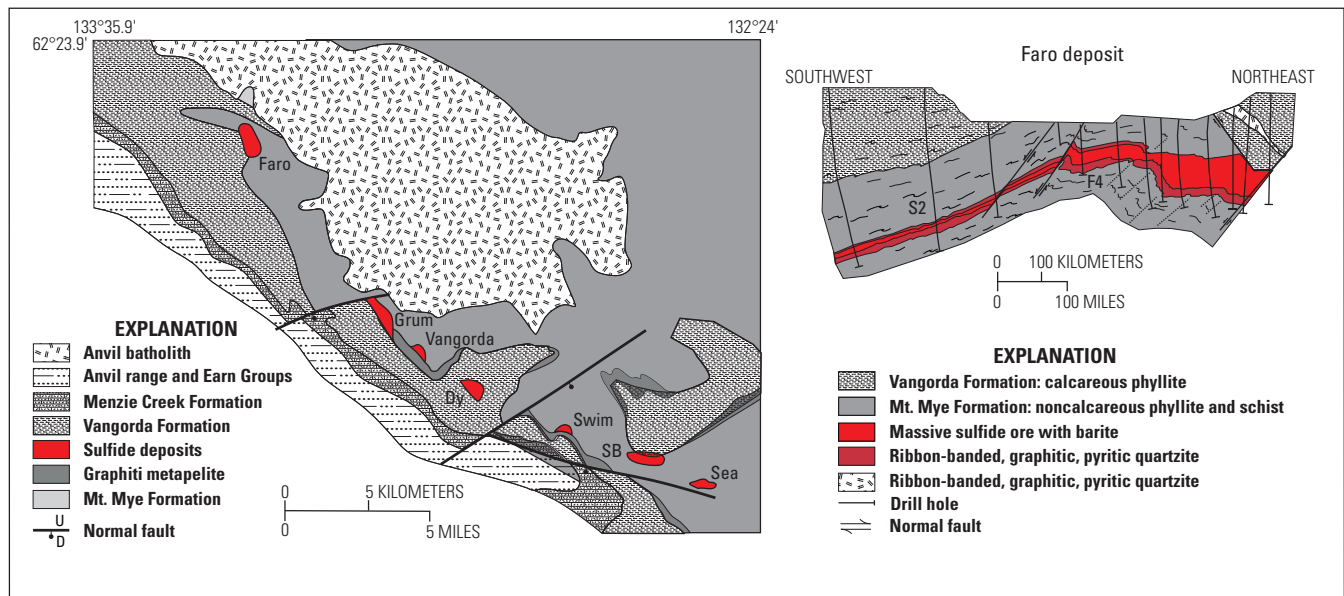 133°35.9'
132°24'
62°23.9'
Faro
Grum
Vangorda
Dy
Swim
SB
Sea
EXPLANATION
Anvil batholith
Anvil range and Earn Groups
Menzie Creek Formation
Vangorda Formation
Sulfide deposits
Graphiti metapelite
Mt. Mye Formation
U
D
Normal fault
0 5 KILOMETERS
0 5 MILES
Faro deposit
SOUTHWEST
NORTHEAST
F4
S2
0 100 KILOMETERS
0 100 MILES
EXPLANATION
Vangorda Formation: calcareous phyllite
Mt. Mye Formation: noncalcareous phyllite and schist
Massive sulfide ore with barite
Ribbon-banded, graphitic, pyritic quartzite
Ribbon-banded, graphitic, pyritic quartzite
Drill hole
Normal fault